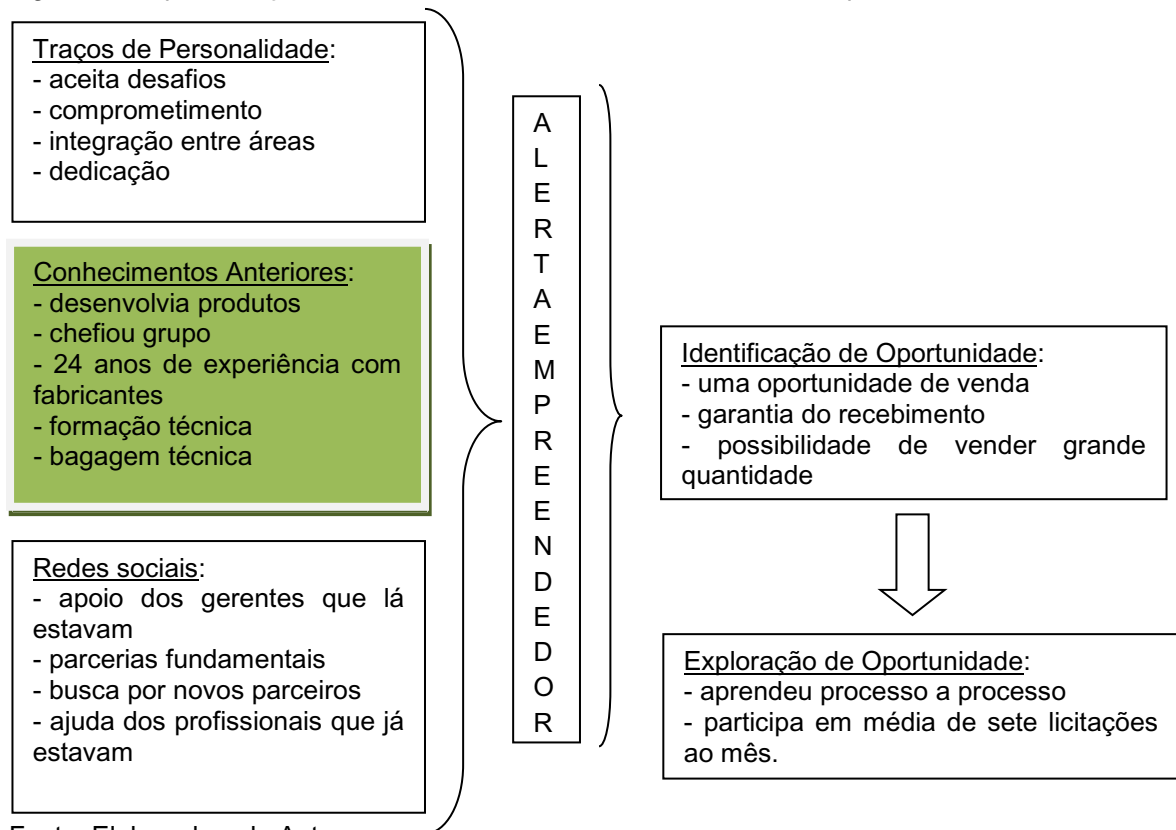 Traços de Personalidade:
- aceita desafios
- comprometimento
- integração entre áreas
- dedicação
Conhecimentos Anteriores:
- desenvolvia produtos
- chefiou grupo
- 24 anos de experiência com
fabricantes
- formação técnica
- bagagem técnica
Redes sociais:
- apoio dos gerentes que lá
estavam
- parcerias fundamentais
- busca por novos parceiros
- ajuda dos profissionais que já
estavam
A
L
E
R
T
A
E
M
P
R
E
E
N
D
E
D
O
R
Identificação de Oportunidade:
- uma oportunidade de venda
- garantia do recebimento
- possibilidade de vender grande
quantidade
Exploração de Oportunidade:
- aprendeu processo a processo
- participa em média de sete licitações
ao mês.